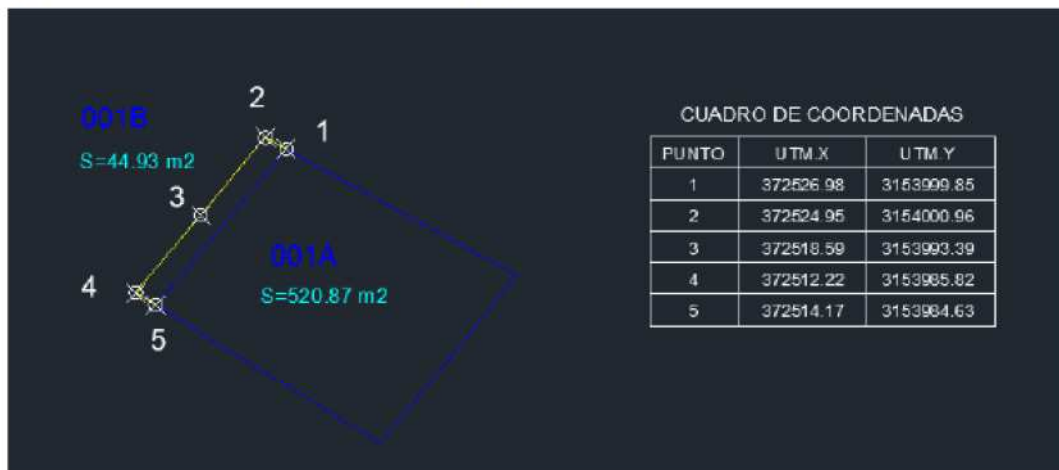 2
001B
1
S=44.93 m2
3
001A
4
S=520.87 m2
5
CUADRO DE COORDENADAS
PUNTO UTM.X UTM.Y
1 372526.98 3153999.85
2 372524.95 3154000.96
3 372518.59 3153993.39
4 372512.22 3153985.82
5 372514.17 3153984.63